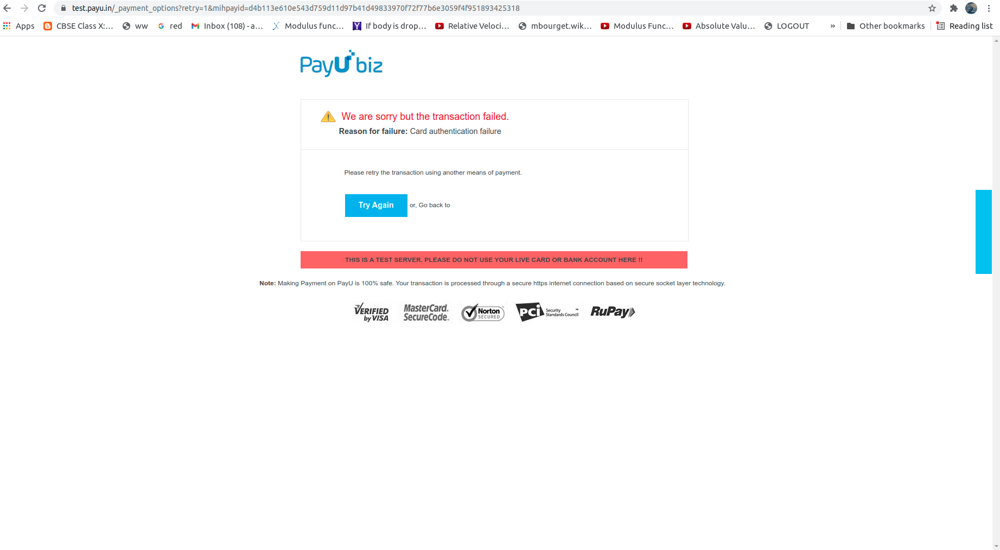 test.payu.in/_payment_options?retry=1&mihpayid=d4b113e610e543d759d11d97b41d49833970f72f77b6e3059f4f951893425318
Apps CBSE Class X:... ww red Inbox (108) - a... Modulus Func... If body is drop... Relative Veloci... mbourget.wik... Modulus Func... Absolute Valu... LOGOUT » Other bookmarks Reading list
PayU biz
We are sorry but the transaction failed.
Reason for failure: Card authentication failure
Please retry the transaction using another means of payment.
Try Again or, Go back to
THIS IS A TEST SERVER. PLEASE DO NOT USE YOUR LIVE CARD OR BANK ACCOUNT HERE !!
Note: Making Payment on PayU is 100% safe. Your transaction is processed through a secure https internet connection based on secure socket layer technology.
VERIFIED by VISA MasterCard. SecureCode. Norton SECURED PCI Security Standards Council RuPay